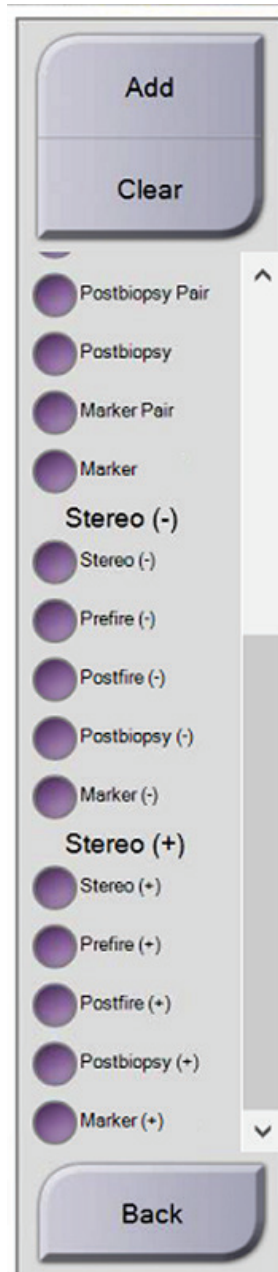 Add
Clear
Postbiopsy Pair
Postbiopsy
Marker Pair
Marker
Stereo (-)
Stereo (-)
Prefire (-)
Postfire (-)
Postbiopsy (-)
Marker (-)
Stereo (+)
Stereo (+)
Prefire (+)
Postfire (+)
Postbiopsy (+)
Marker (+)
Back